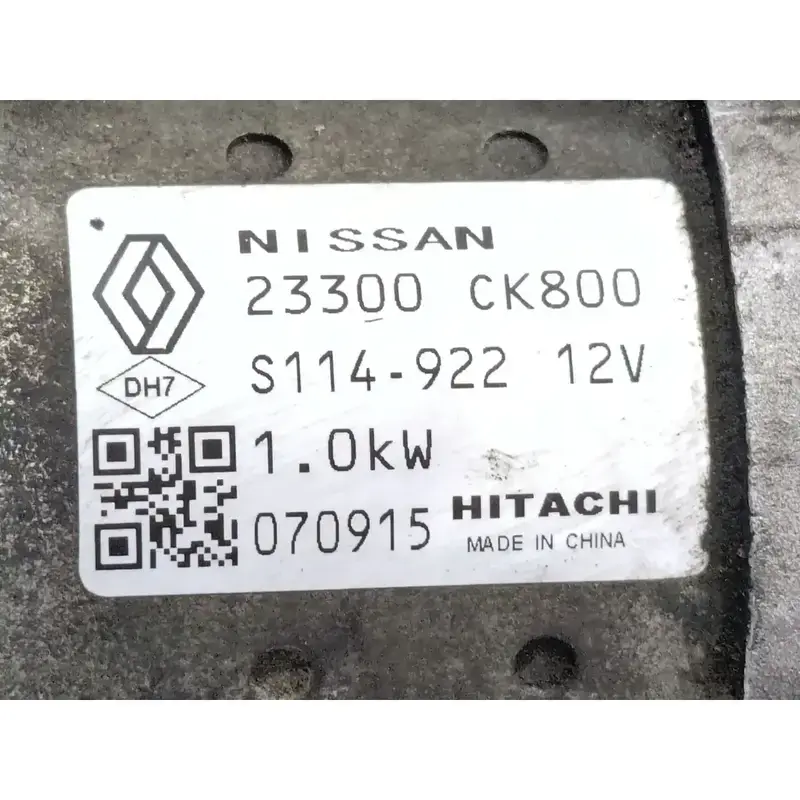 NISSAN
23300 CK800
DH7
S114-922 12V
1.0kW
070915
HITACHI
MADE IN CHINA